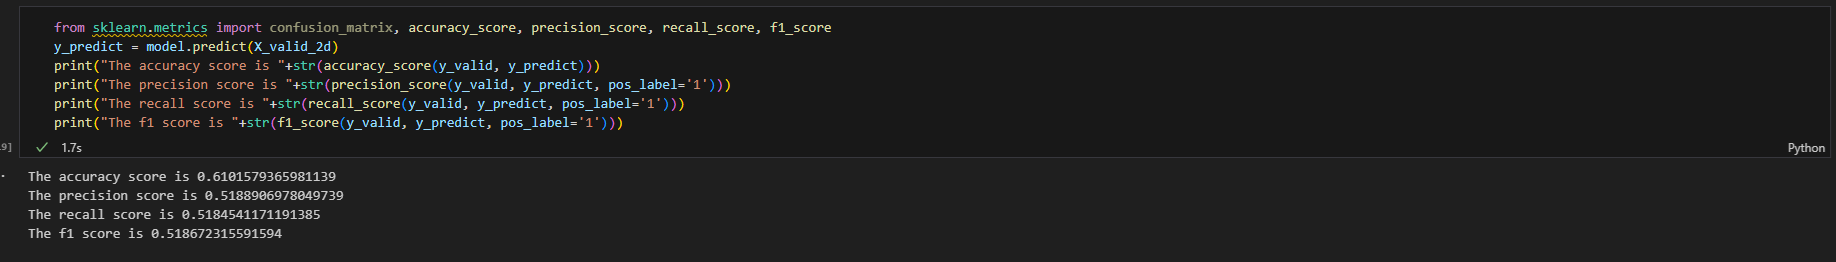 from sklearn.metrics import confusion_matrix, accuracy_score, precision_score, recall_score, f1_score
y_predict = model.predict(X_valid_2d)
print("The accuracy score is "+str(accuracy_score(y_valid, y_predict)))
print("The precision score is "+str(precision_score(y_valid, y_predict, pos_label='1')))
print("The recall score is "+str(recall_score(y_valid, y_predict, pos_label='1')))
print("The f1 score is "+str(f1_score(y_valid, y_predict, pos_label='1')))
9] ✓ 1.7s Python
The accuracy score is 0.6101579365981139
The precision score is 0.5188906978049739
The recall score is 0.5184541171191385
The f1 score is 0.518672315591594